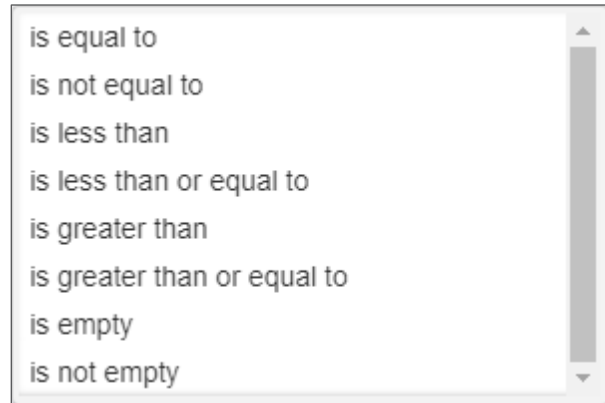 is equal to
is not equal to
is less than
is less than or equal to
is greater than
is greater than or equal to
is empty
is not empty